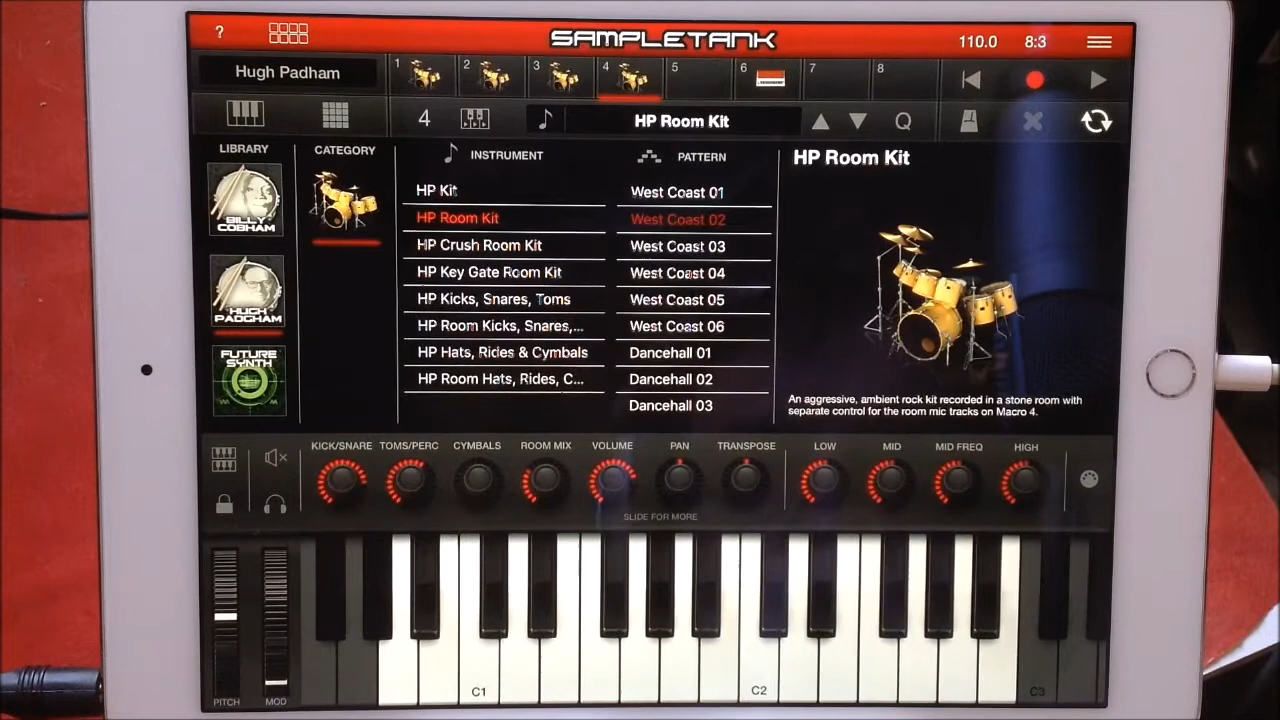 ? SAMPLETANK 110.0 8:3
Hugh Padham 1 2 3 4 5 6 7 8
4 HP Room Kit Q
LIBRARY CATEGORY INSTRUMENT PATTERN HP Room Kit
BILLY
COBHAM
HUGH
PADGHAM
FUTURE
SYNTH
HP Kit West Coast 01
HP Room Kit West Coast 02
HP Crush Room Kit West Coast 03
HP Key Gate Room Kit West Coast 04
HP Kicks, Snares, Toms West Coast 05
HP Room Kicks, Snares,... West Coast 06
HP Hats, Rides & Cymbals Dancehall 01
HP Room Hats, Rides, C... Dancehall 02
Dancehall 03
An aggressive, ambient rock kit recorded in a stone room with
separate control for the room mic tracks on Macro 4.
KICK/SNARE TOMS/PERC CYMBALS ROOM MIX VOLUME PAN TRANSPOSE LOW MID MID FREQ HIGH
SLIDE FOR MORE
PITCH MOD C1 C2 C3